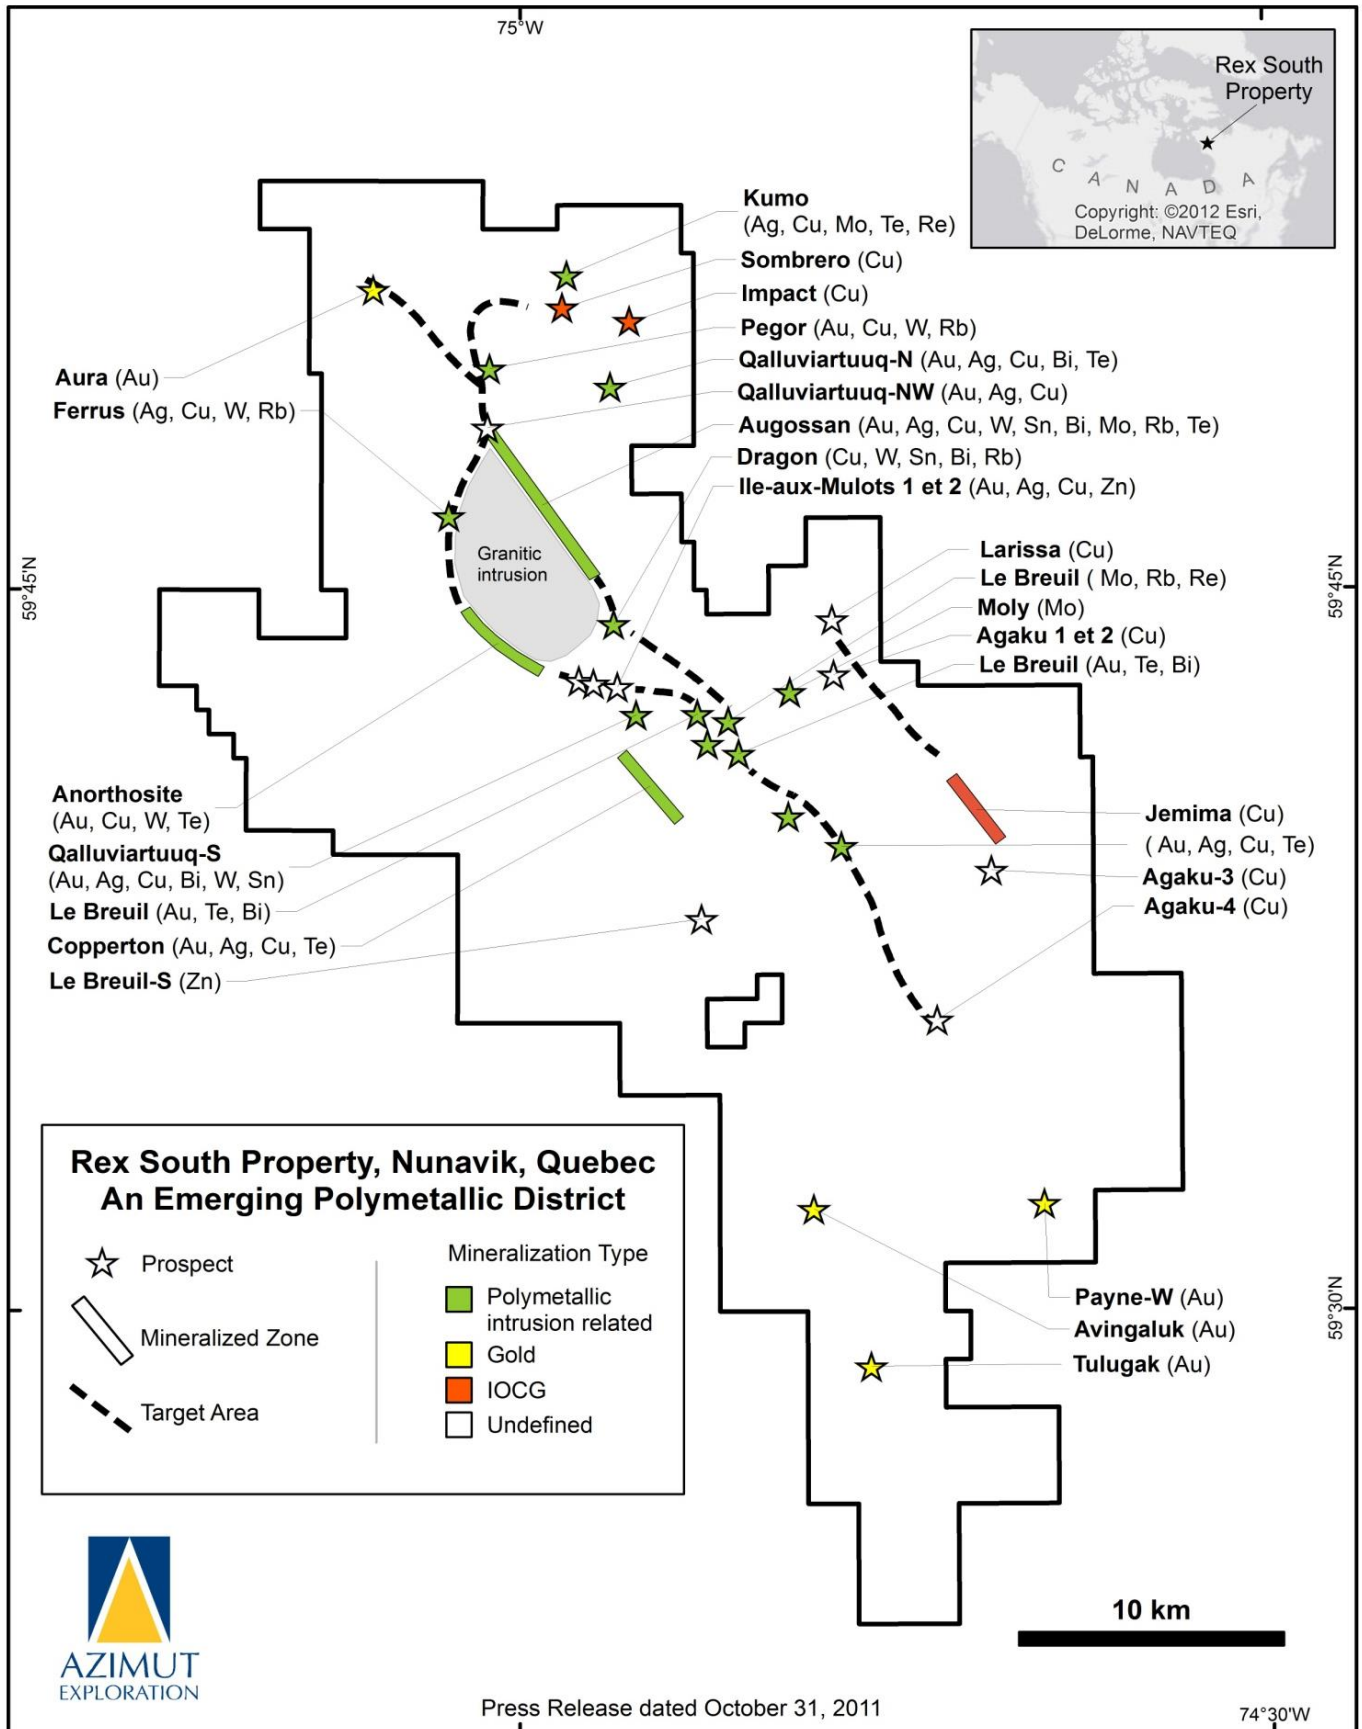 75°W
Rex South
Property
C A N A D A
Copyright: ©2012 Esri,
DeLorme, NAVTEQ
Kumo
(Ag, Cu, Mo, Te, Re)
Sombrero (Cu)
Impact (Cu)
Pegor (Au, Cu, W, Rb)
Qalluviartuuq-N (Au, Ag, Cu, Bi, Te)
Qalluviartuuq-NW (Au, Ag, Cu)
Augossan (Au, Ag, Cu, W, Sn, Bi, Mo, Rb, Te)
Dragon (Cu, W, Sn, Bi, Rb)
Ile-aux-Mulots 1 et 2 (Au, Ag, Cu, Zn)
Aura (Au)
Ferrus (Ag, Cu, W, Rb)
Granitic
intrusion
59°45'N
59°45'N
Larissa (Cu)
Le Breuil ( Mo, Rb, Re)
Moly (Mo)
Agaku 1 et 2 (Cu)
Le Breuil (Au, Te, Bi)
Anorthosite
(Au, Cu, W, Te)
Qalluviartuuq-S
(Au, Ag, Cu, Bi, W, Sn)
Le Breuil (Au, Te, Bi)
Copperton (Au, Ag, Cu, Te)
Le Breuil-S (Zn)
Jemima (Cu)
( Au, Ag, Cu, Te)
Agaku-3 (Cu)
Agaku-4 (Cu)
Rex South Property, Nunavik, Quebec
An Emerging Polymetallic District
Prospect
Mineralized Zone
Target Area
Mineralization Type
Polymetallic
intrusion related
Gold
IOCG
Undefined
Payne-W (Au)
Avingaluk (Au)
Tulugak (Au)
59°30'N
10 km
AZIMUT
EXPLORATION
Press Release dated October 31, 2011
74°30'W